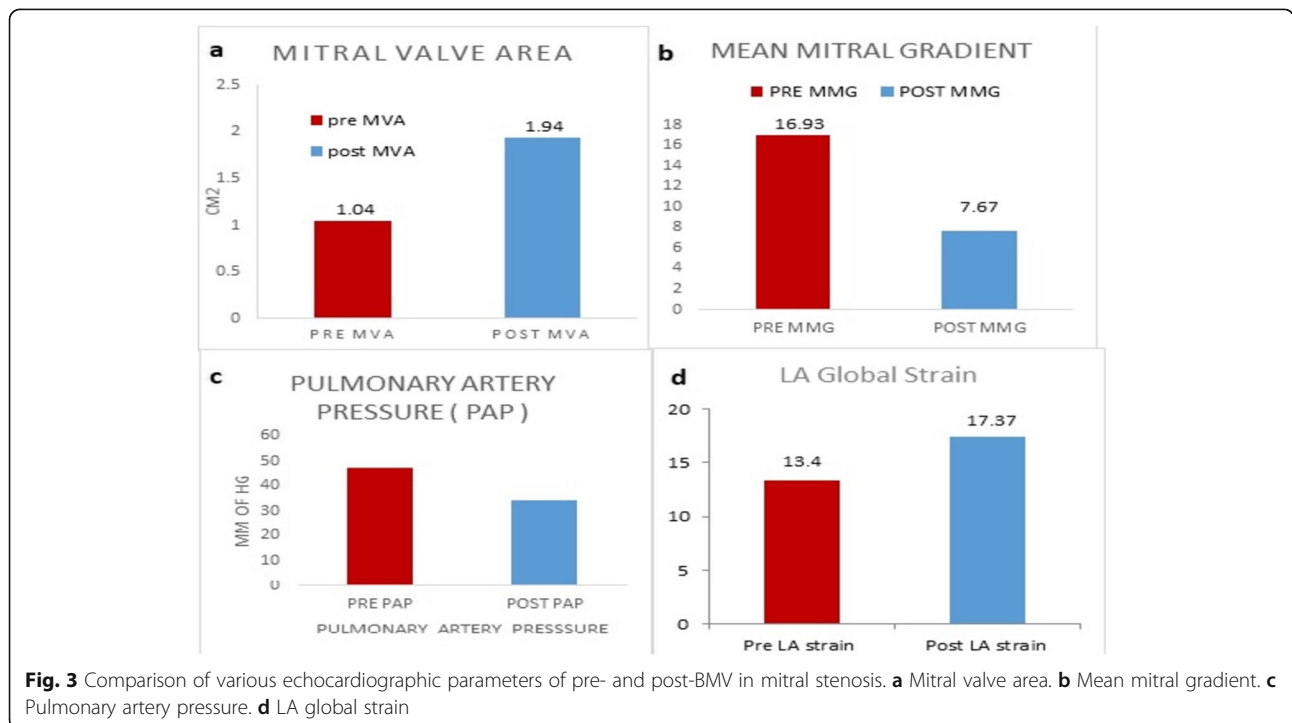 a
MITRAL VALVE AREA
2.5
2
1.5
1
0.5
0
CM2
pre MVA
post MVA
1.04
1.94
PRE MVA
POST MVA
b
MEAN MITRAL GRADIENT
PRE MMG
POST MMG
18
16
14
12
10
8
6
4
2
0
16.93
7.67
PRE MMG
POST MMG
c
PULMONARY ARTERY
PRESSURE ( PAP )
60
50
40
30
20
10
0
MM OF HG
PRE PAP
POST PAP
PULMONARY ARTERY PRESSSURE
d
LA Global Strain
20
15
10
5
0
13.4
17.37
Pre LA strain
Post LA strain
Fig. 3 Comparison of various echocardiographic parameters of pre- and post-BMV in mitral stenosis. a Mitral valve area. b Mean mitral gradient. c
Pulmonary artery pressure. d LA global strain